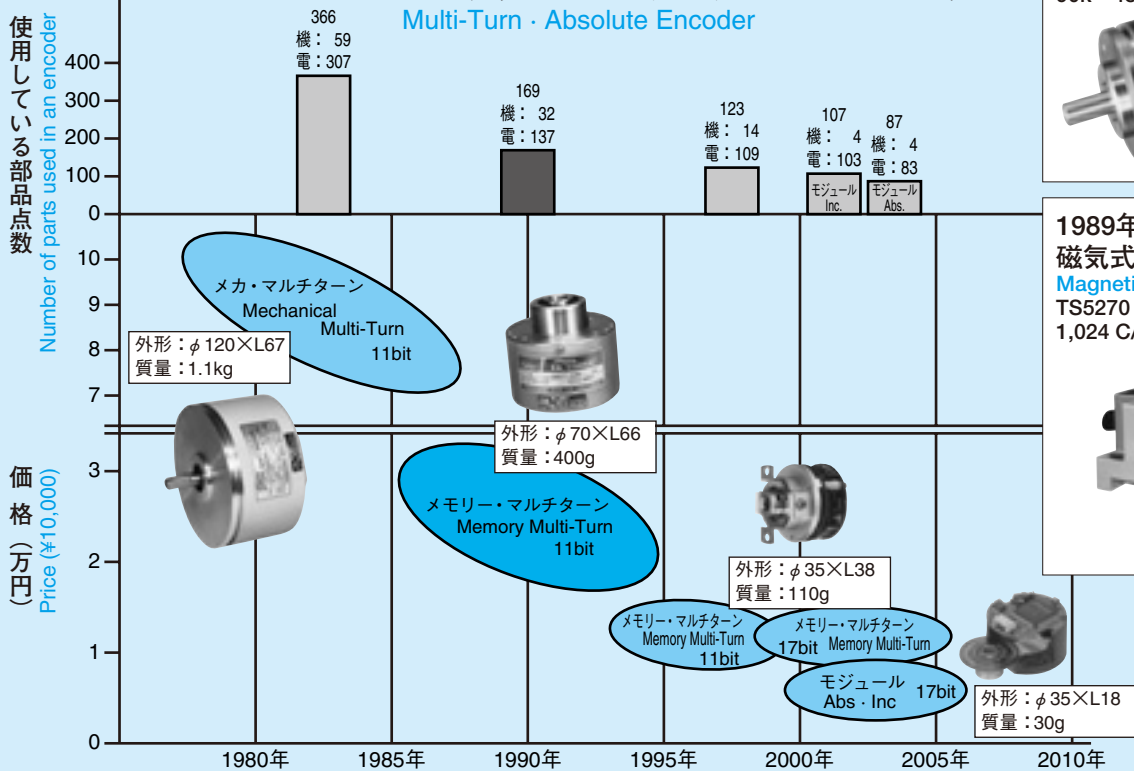 Multi-Turn · Absolute Encoder
使用している部品点数
Number of parts used in an encoder
400
300
200
100
0
366
機： 59
電：307
169
機： 32
電：137
123
機： 14
電：109
107
機： 4
電：103
87
機： 4
電：83
モジュール
Inc.
モジュール
Abs.
10
9
8
7
メカ・マルチターン
Mechanical
Multi-Turn
11bit
外形：φ120×L67
質量：1.1kg
外形：φ70×L66
質量：400g
価格（万円）
Price (¥10,000)
3
2
1
0
メモリー・マルチターン
Memory Multi-Turn
11bit
外形：φ35×L38
質量：110g
メモリー・マルチターン
Memory Multi-Turn
11bit
メモリー・マルチターン
17bit Memory Multi-Turn
モジュール 17bit
Abs · Inc
外形：φ35×L18
質量：30g
1980年 1985年 1990年 1995年 2000年 2005年 2010年
1989年
磁気式
Magneti
TS5270
1,024 C/